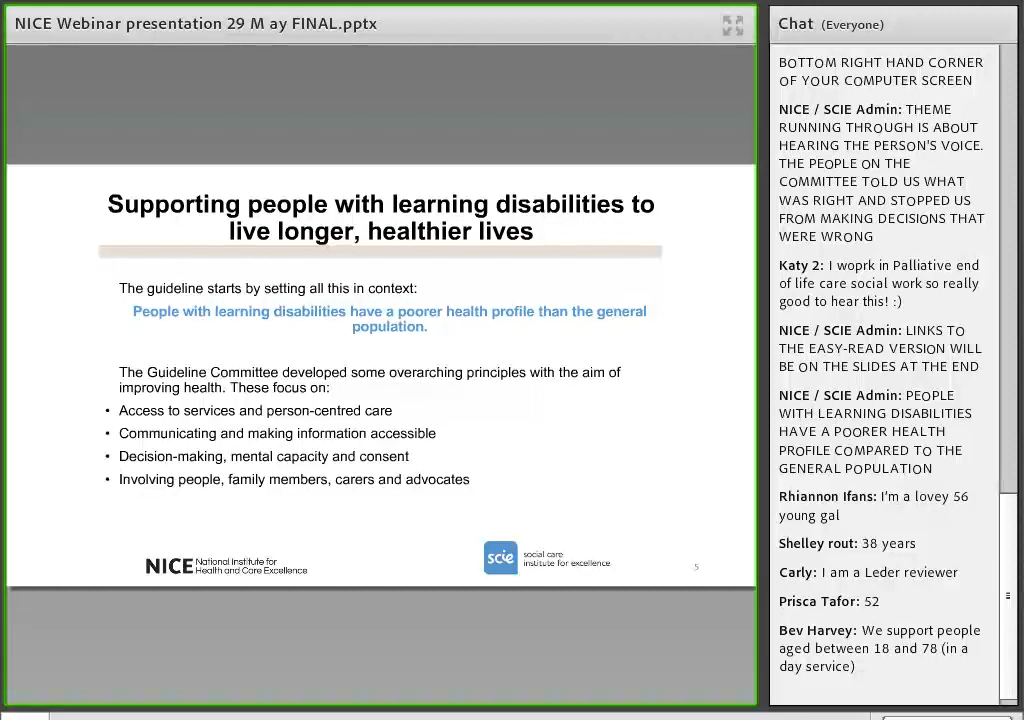 NICE Webinar presentation 29 M ay FINAL.pptx
Supporting people with learning disabilities to
live longer, healthier lives
The guideline starts by setting all this in context:
People with learning disabilities have a poorer health profile than the general
population.
The Guideline Committee developed some overarching principles with the aim of
improving health. These focus on:
• Access to services and person-centred care
• Communicating and making information accessible
• Decision-making, mental capacity and consent
• Involving people, family members, carers and advocates
NICE National Institute for
Health and Care Excellence
scie social care
institute for excellence
5
Chat (Everyone)
BOTTOM RIGHT HAND CORNER
OF YOUR COMPUTER SCREEN
NICE / SCIE Admin: THEME
RUNNING THROUGH IS ABOUT
HEARING THE PERSON'S VOICE.
THE PEOPLE ON THE
COMMITTEE TOLD US WHAT
WAS RIGHT AND STOPPED US
FROM MAKING DECISIONS THAT
WERE WRONG
Katy 2: I woprk in Palliative end
of life care social work so really
good to hear this! :)
NICE / SCIE Admin: LINKS TO
THE EASY-READ VERSION WILL
BE ON THE SLIDES AT THE END
NICE / SCIE Admin: PEOPLE
WITH LEARNING DISABILITIES
HAVE A POORER HEALTH
PROFILE COMPARED TO THE
GENERAL POPULATION
Rhiannon Ifans: I'm a lovey 56
young gal
Shelley rout: 38 years
Carly: I am a Leder reviewer
Prisca Tafor: 52
Bev Harvey: We support people
aged between 18 and 78 (in a
day service)